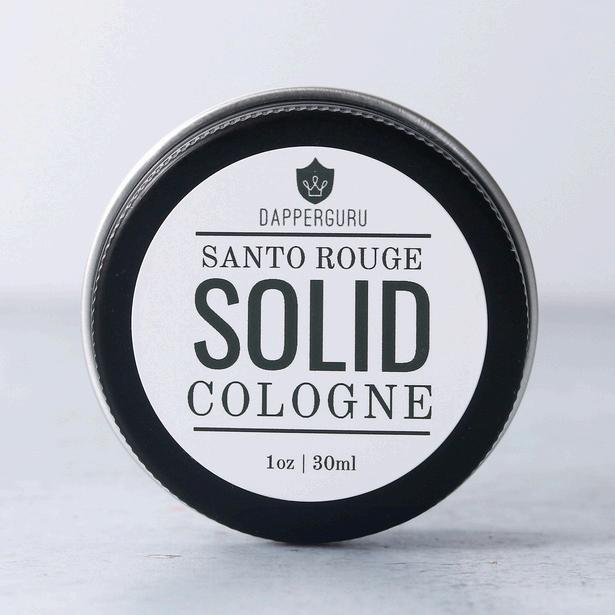 DAPPERGURU
SANTO ROUGE
SOLID
COLOGNE
1oz | 30ml